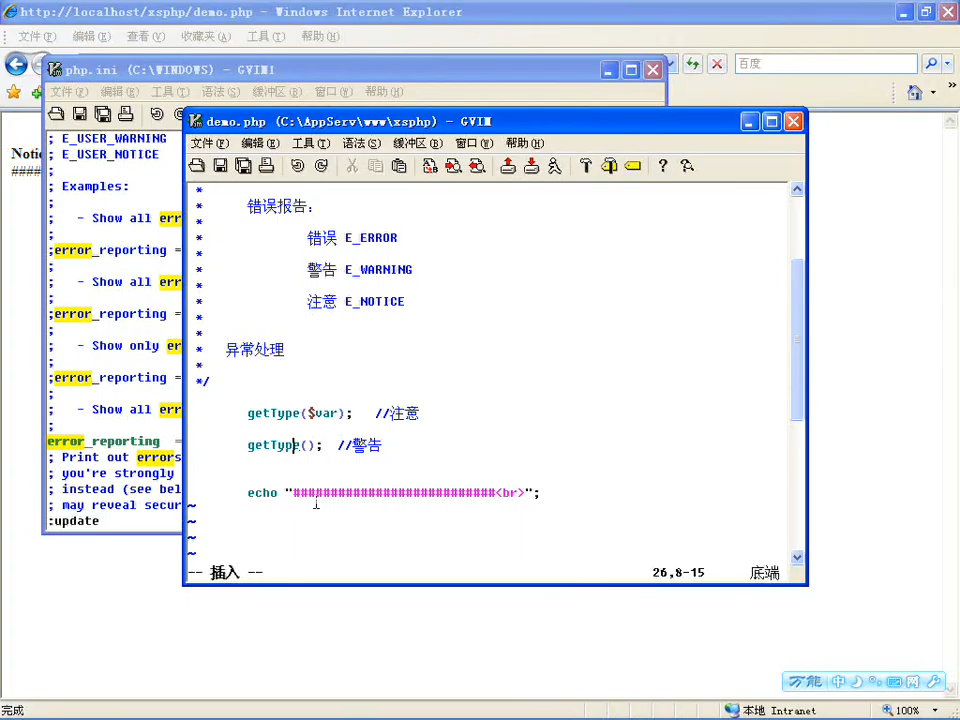 http://localhost/xsphp/demo.php - Windows Internet Explorer
文件(F) 编辑(E) 查看(V) 收藏夹(A) 工具(T) 帮助(H)
百度
php.ini (C:\WINDOWS) - GVIM1
文件(F) 编辑(E) 工具(T) 语法(S) 缓冲区(B) 窗口(W) 帮助(H)
Notic
####
; E_USER_WARNING
; E_USER_NOTICE
;
; Examples:
;
; - Show all err
;
;error_reporting =
;
; - Show all err
;
;error_reporting =
;
; - Show only err
;
;error_reporting =
;
; - Show all err
;
error_reporting =
; Print out errors
; you're strongly
; instead (see bel
; may reveal secur
:update
demo.php (C:\AppServ\www\xsphp) - GVIM
文件(F) 编辑(E) 工具(T) 语法(S) 缓冲区(B) 窗口(W) 帮助(H)
*
* 错误报告:
*
* 错误 E_ERROR
*
* 警告 E_WARNING
*
* 注意 E_NOTICE
*
*
* 异常处理
*
*/
getType($var); //注意
getType(); //警告
echo "###########################<br>";
~
~
~
~
-- 插入 -- 26,8-15 底端
万能 中
完成 本地 Intranet 100%